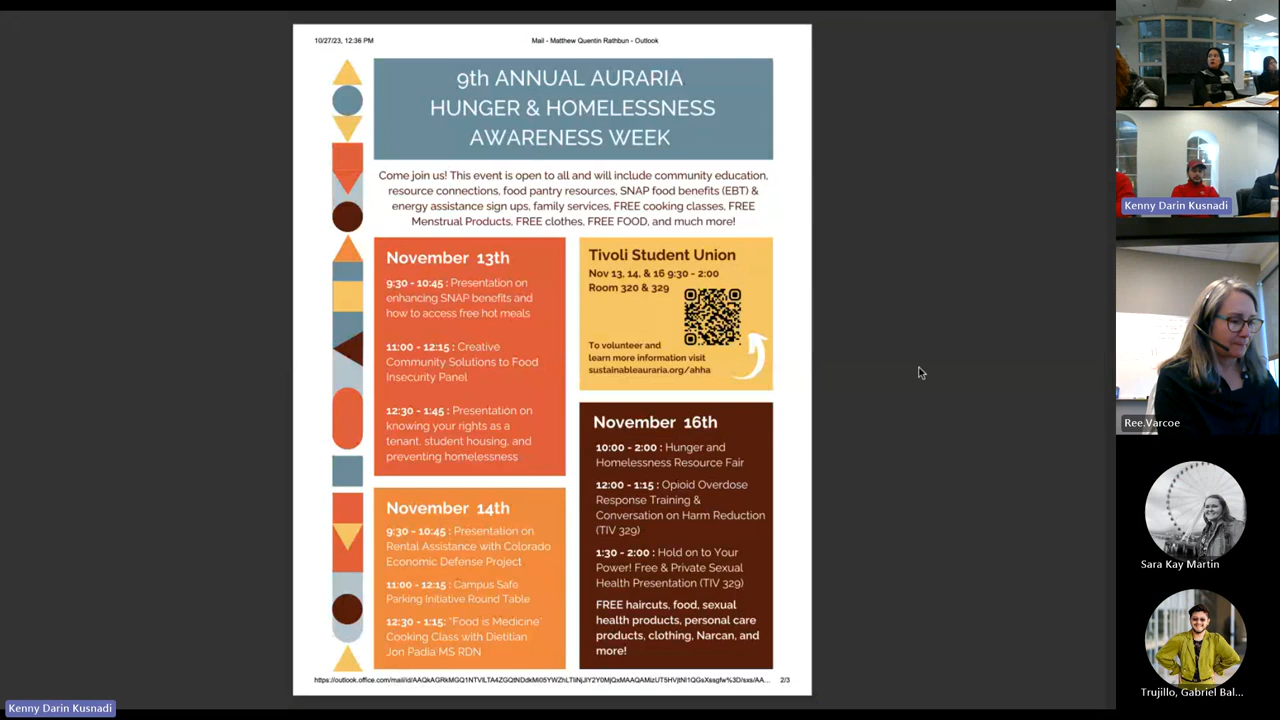 10/27/23, 12:36 PM
Mail - Matthew Quentin Rathbun - Outlook
9th ANNUAL AURARIA
HUNGER & HOMELESSNESS
AWARENESS WEEK
Come join us! This event is open to all and will include community education,
resource connections, food pantry resources, SNAP food benefits (EBT) &
energy assistance sign ups, family services, FREE cooking classes, FREE
Menstrual Products, FREE clothes, FREE FOOD, and much more!
November 13th
9:30 - 10:45 : Presentation on
enhancing SNAP benefits and
how to access free hot meals
11:00 - 12:15 : Creative
Community Solutions to Food
Insecurity Panel
12:30 - 1:45 : Presentation on
knowing your rights as a
tenant, student housing, and
preventing homelessness
November 14th
9:30 - 10:45 : Presentation on
Rental Assistance with Colorado
Economic Defense Project
11:00 - 12:15 : Campus Safe
Parking Initiative Round Table
12:30 - 1:15: "Food is Medicine"
Cooking Class with Dietitian
Jon Padia MS RDN
Tivoli Student Union
Nov 13, 14, & 16 9:30 - 2:00
Room 320 & 329
To volunteer and
learn more information visit
sustainableauraria.org/ahha
November 16th
10:00 - 2:00 : Hunger and
Homelessness Resource Fair
12:00 - 1:15 : Opioid Overdose
Response Training &
Conversation on Harm Reduction
(TIV 329)
1:30 - 2:00 : Hold on to Your
Power! Free & Private Sexual
Health Presentation (TIV 329)
FREE haircuts, food, sexual
health products, personal care
products, clothing, Narcan, and
more!
2/3
Kenny Darin Kusnadi
Kenny Darin Kusnadi
Ree.Varcoe
Sara Kay Martin
Trujillo, Gabriel Bal...